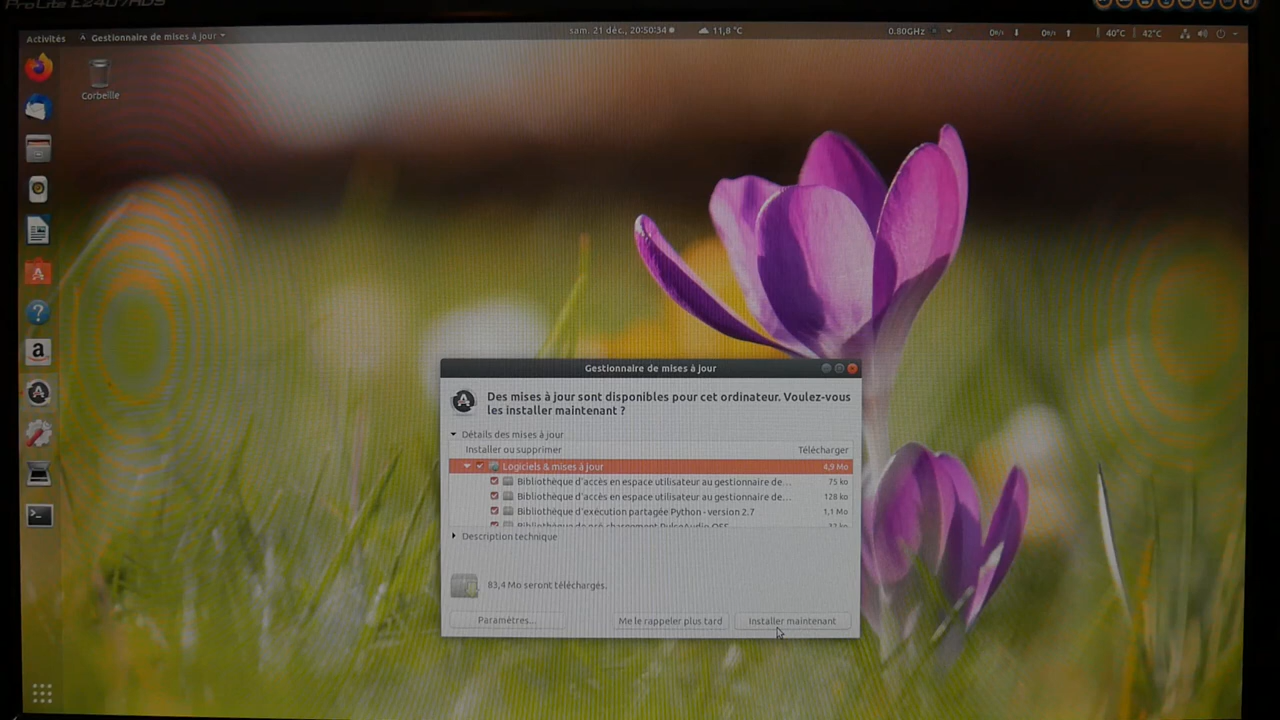 ProLite E2407HDS
Activités Gestionnaire de mises à jour sam. 21 déc., 20:50:34 11,8 °C 0.80GHz 40°C 42°C
Corbeille
a
Gestionnaire de mises à jour
Des mises à jour sont disponibles pour cet ordinateur. Voulez-vous
les installer maintenant ?
Détails des mises à jour
Installer ou supprimer Télécharger
Logiciels & mises à jour 4,9 Mo
Bibliothèque d'accès en espace utilisateur au gestionnaire de... 75 ko
Bibliothèque d'accès en espace utilisateur au gestionnaire de... 128 ko
Bibliothèque d'exécution partagée Python - version 2.7 1,1 Mo
Description technique
83,4 Mo seront téléchargés.
Paramètres... Me le rappeler plus tard Installer maintenant